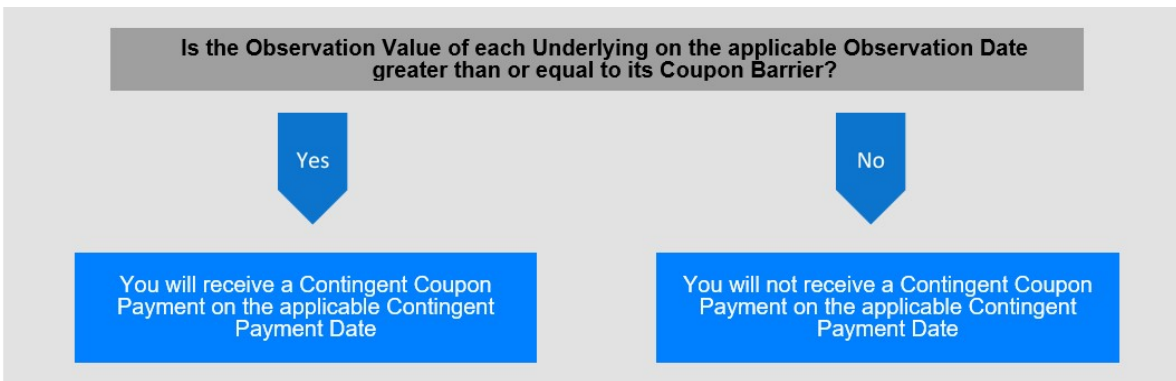 Is the Observation Value of each Underlying on the applicable Observation Date
greater than or equal to its Coupon Barrier?
Yes
No
You will receive a Contingent Coupon
Payment on the applicable Contingent
Payment Date
You will not receive a Contingent Coupon
Payment on the applicable Contingent
Payment Date